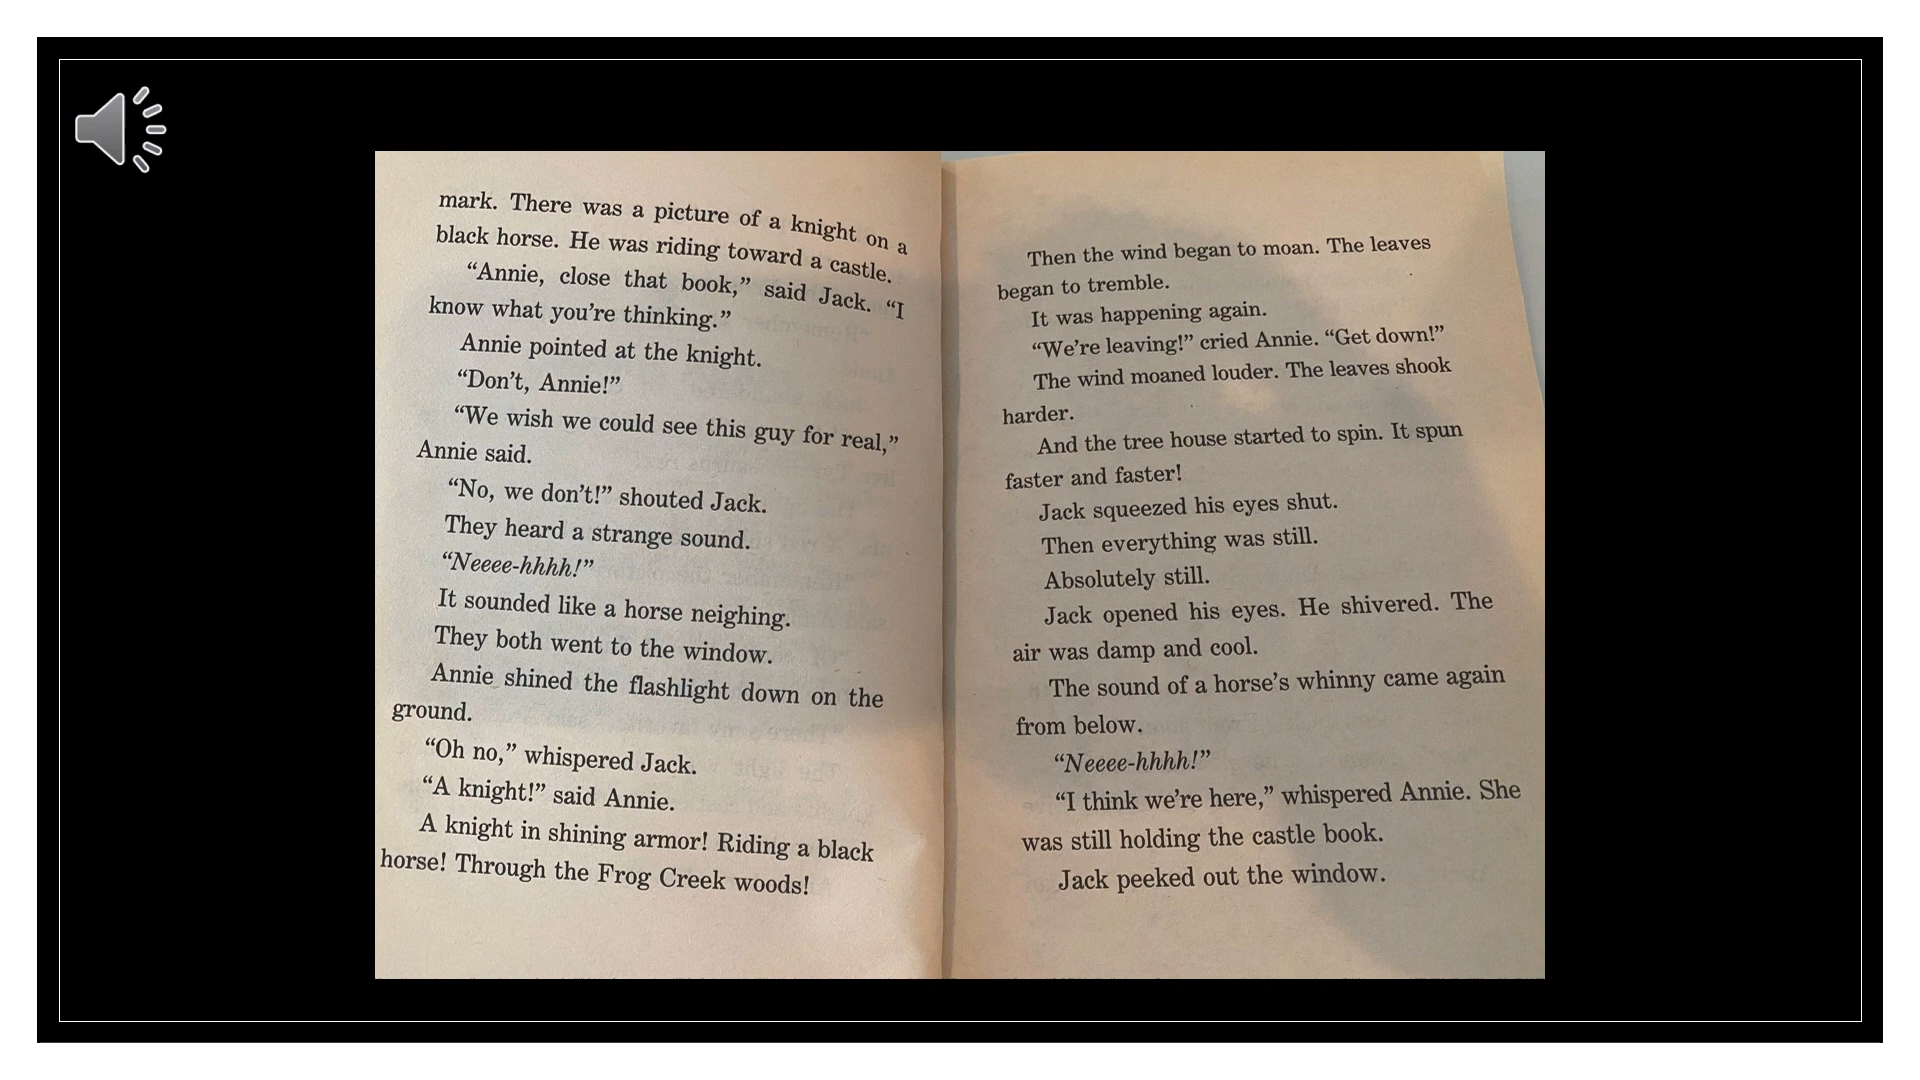 mark. There was a picture of a knight on a
black horse. He was riding toward a castle.
“Annie, close that book,” said Jack. “I
know what you’re thinking.”
Annie pointed at the knight.
“Don’t, Annie!”
“We wish we could see this guy for real,”
Annie said.
“No, we don’t!” shouted Jack.
They heard a strange sound.
“Neeee-hhhh!”
It sounded like a horse neighing.
They both went to the window.
Annie shined the flashlight down on the
ground.
“Oh no,” whispered Jack.
“A knight!” said Annie.
A knight in shining armor! Riding a black
horse! Through the Frog Creek woods!
Then the wind began to moan. The leaves
began to tremble.
It was happening again.
“We’re leaving!” cried Annie. “Get down!”
The wind moaned louder. The leaves shook
harder.
And the tree house started to spin. It spun
faster and faster!
Jack squeezed his eyes shut.
Then everything was still.
Absolutely still.
Jack opened his eyes. He shivered. The
air was damp and cool.
The sound of a horse’s whinny came again
from below.
“Neeee-hhhh!”
“I think we’re here,” whispered Annie. She
was still holding the castle book.
Jack peeked out the window.